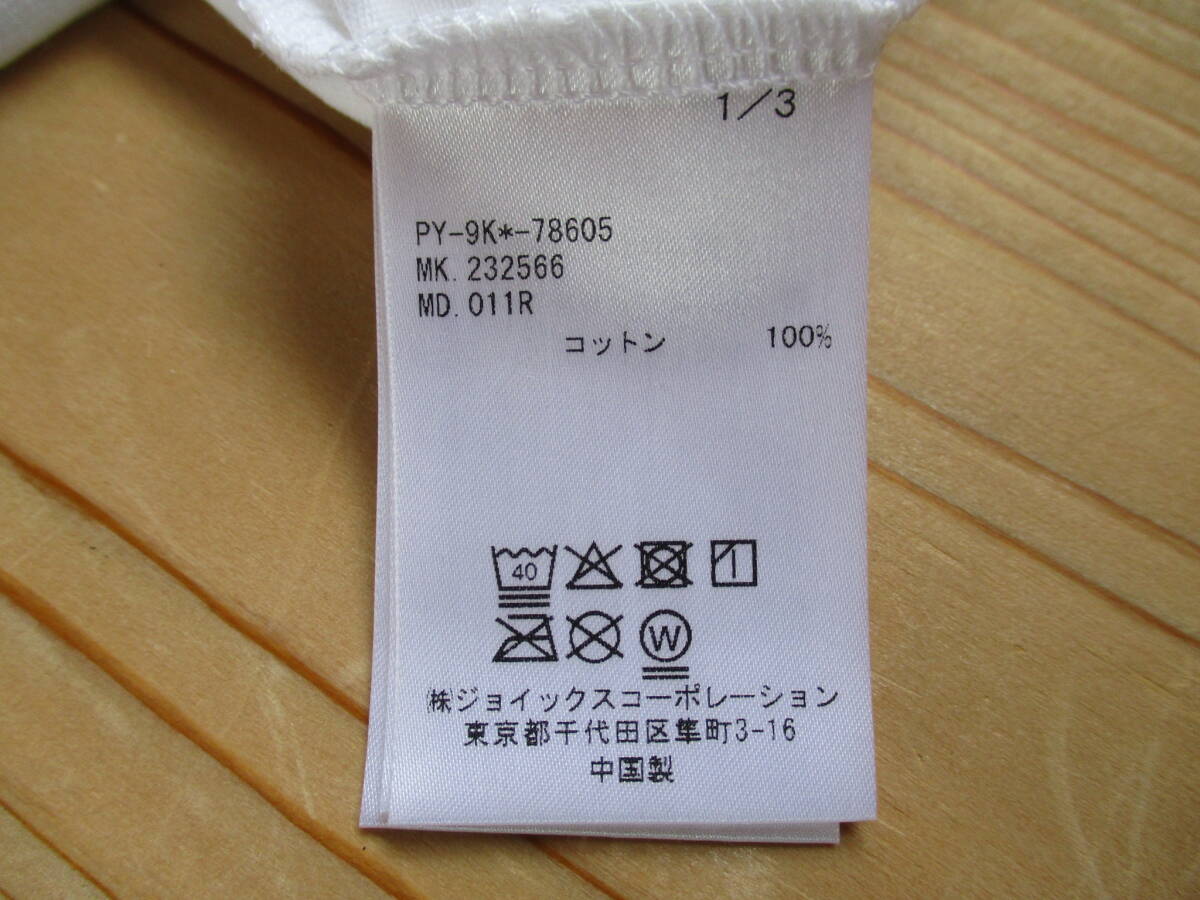 1/3
PY-9K*-78605
MK. 232566
MD. 011R
コットン 100%
40
W
㈱ジョイックスコーポレーション
東京都千代田区隼町3-16
中国製